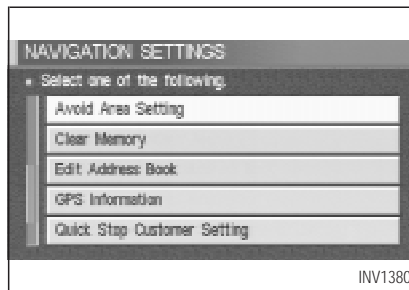 NAVIGATION SETTINGS
Select one of the following.
Avoid Area Setting
Clear Memory
Edit Address Book
GPS Information
Quick Stop Customer Setting
INV1380